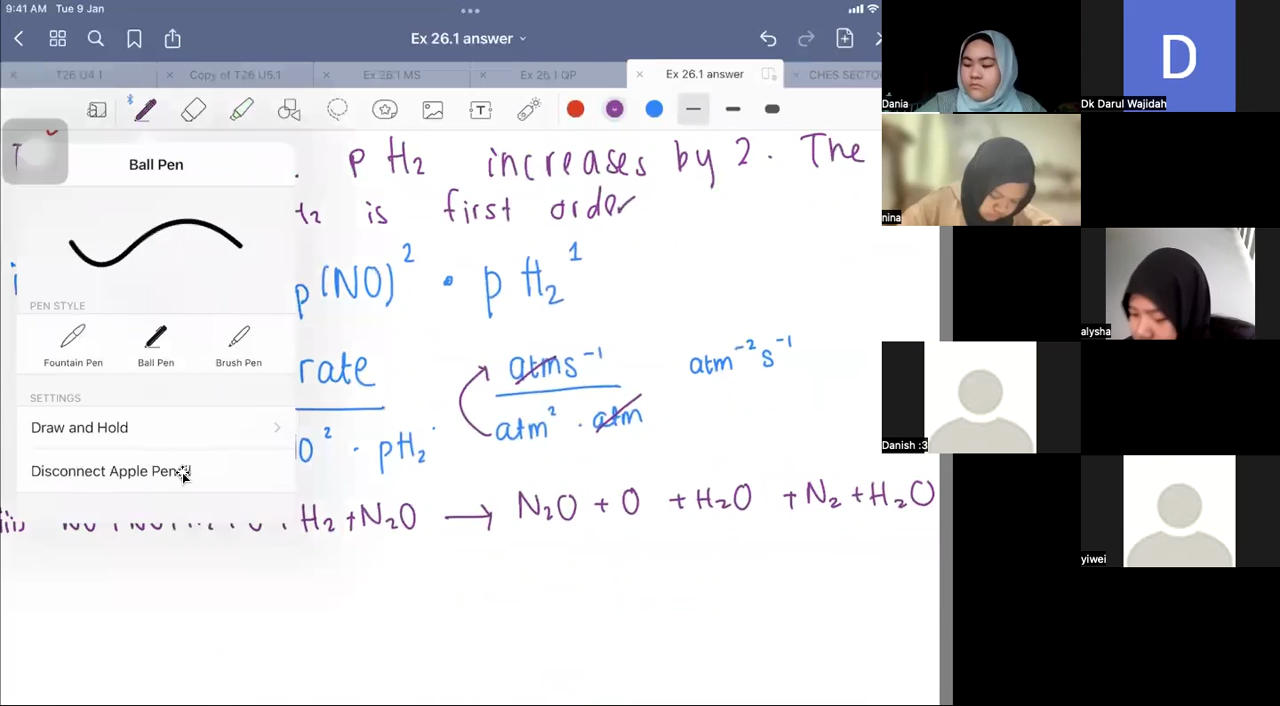 9:41 AM Tue 9 Jan
Ex 26.1 answer
T26 U4 1
Copy of T26 U5.1
Ex 26.1 MS
Ex 26.1 QP
Ex 26.1 answer
CHES SECTO
Ball Pen
PEN STYLE
Fountain Pen
Ball Pen
Brush Pen
SETTINGS
Draw and Hold
Disconnect Apple Pencil
p H₂ increases by 2. The
is first order
p(NO)² · p H₂¹
rate
atms⁻¹
atm⁻²s⁻¹
atm² · atm
² · pH₂
H₂ + N₂O → N₂O + O + H₂O + N₂ + H₂O
Dania
D
Dk Darul Wajidah
nina
alysha
Danish :3
yiwei